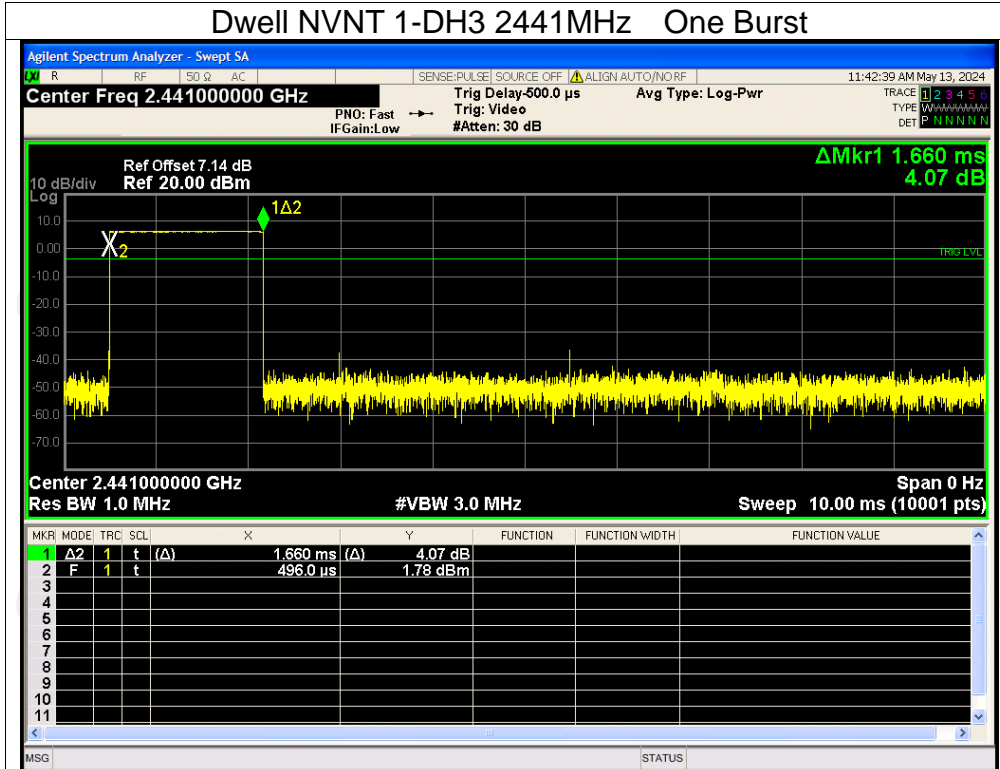 Dwell NVNT 1-DH3 2441MHz One Burst
Agilent Spectrum Analyzer - Swept SA
LXI R RF 50 Ω AC SENSE:PULSE SOURCE OFF ALIGN AUTO/NO RF 11:42:39 AM May 13, 2024
Center Freq 2.441000000 GHz
PNO: Fast
IFGain:Low
Trig Delay-500.0 µs
Trig: Video
#Atten: 30 dB
Avg Type: Log-Pwr
TRACE 1 2 3 4 5 6
TYPE WWWWWWW
DET P N N N N N
ΔMkr1 1.660 ms
4.07 dB
Ref Offset 7.14 dB
10 dB/div Ref 20.00 dBm
Log
10.0
0.00
-10.0
-20.0
-30.0
-40.0
-50.0
-60.0
-70.0
1Δ2
X2
TRIG LVL
Center 2.441000000 GHz Span 0 Hz
Res BW 1.0 MHz #VBW 3.0 MHz Sweep 10.00 ms (10001 pts)
MKR MODE TRC SCL X Y FUNCTION FUNCTION WIDTH FUNCTION VALUE
1 Δ2 1 t (Δ) 1.660 ms (Δ) 4.07 dB
2 F 1 t 496.0 µs 1.78 dBm
3
4
5
6
7
8
9
10
11
MSG STATUS